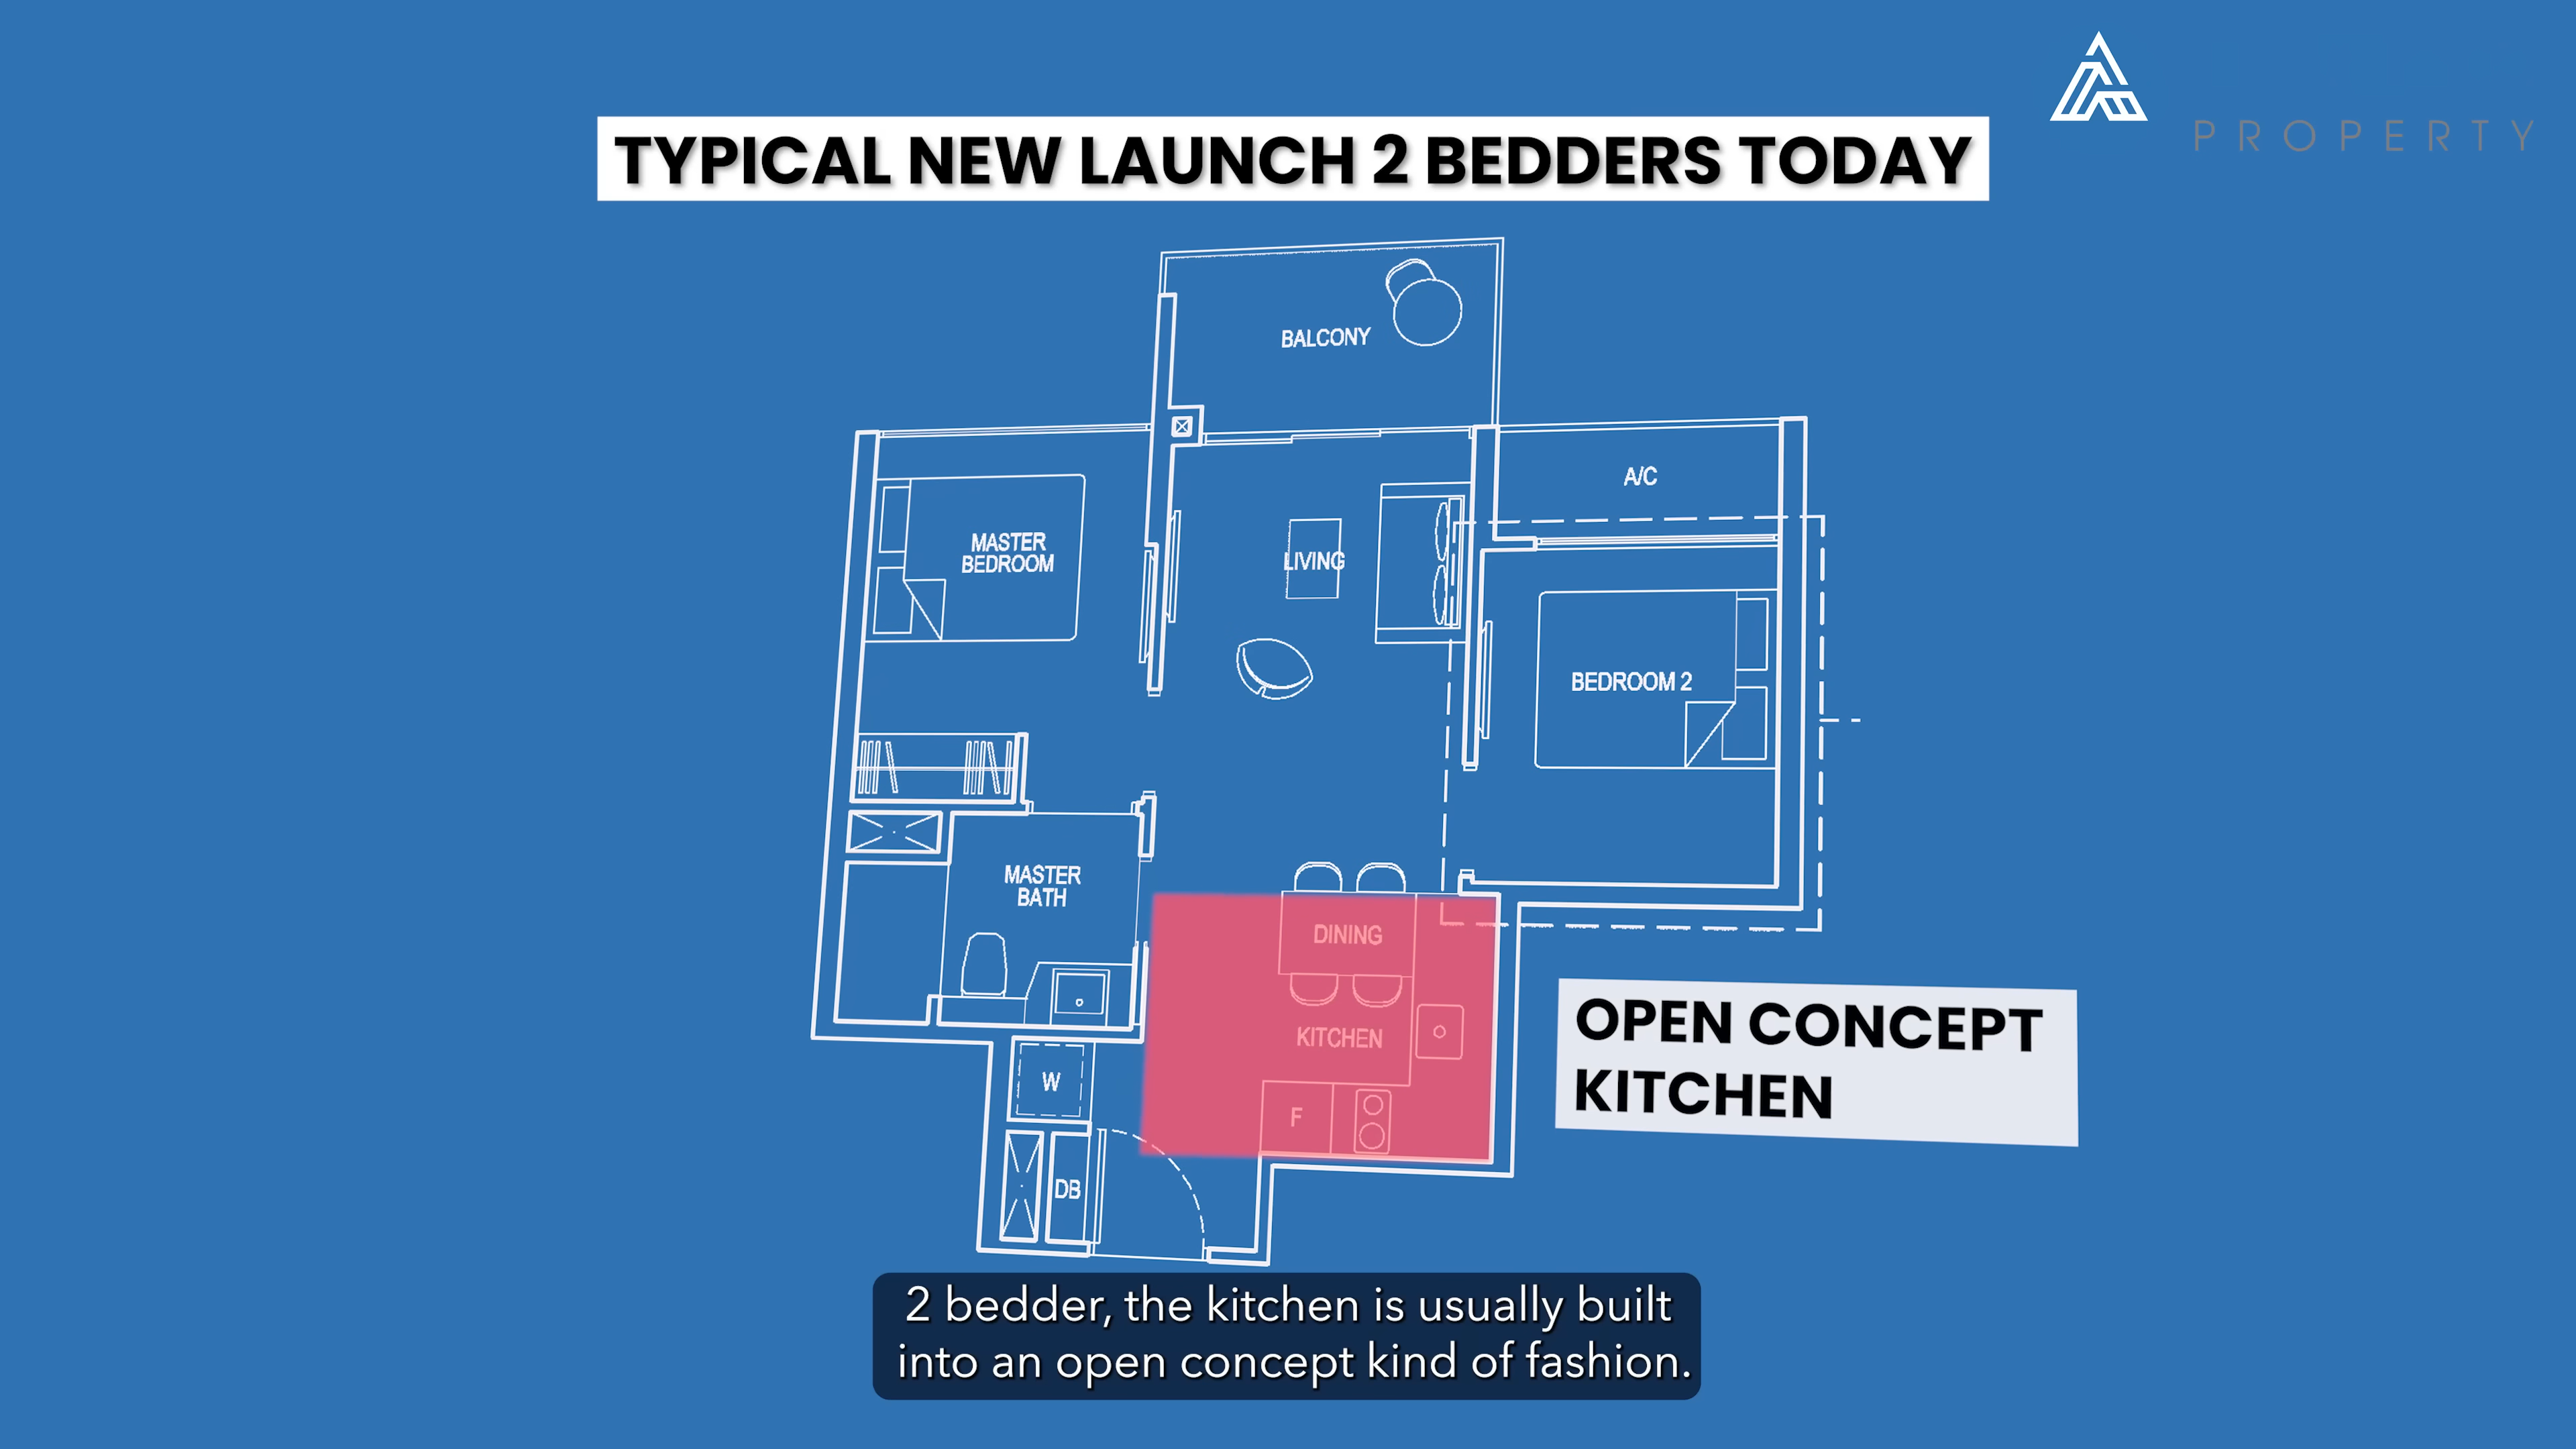 PROPERTY
TYPICAL NEW LAUNCH 2 BEDDERS TODAY
BALCONY
A/C
MASTER
BEDROOM
LIVING
BEDROOM 2
MASTER
BATH
DINING
KITCHEN
W
F
DB
OPEN CONCEPT
KITCHEN
2 bedder, the kitchen is usually built
into an open concept kind of fashion.